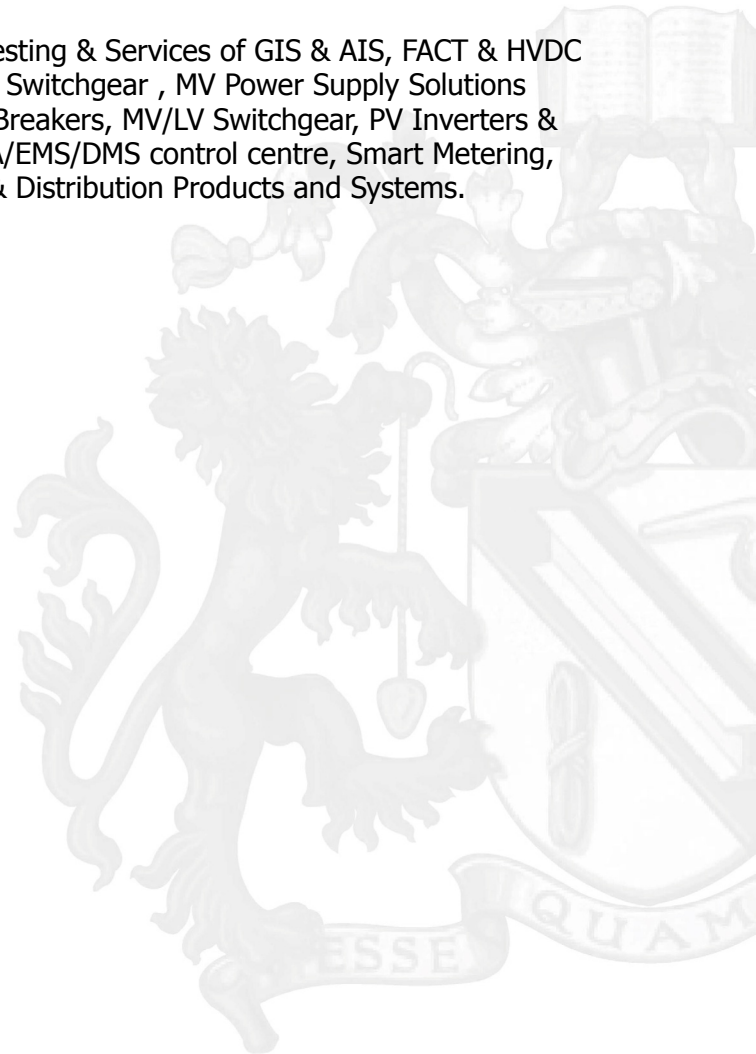 esting & Services of GIS & AIS, FACT & HVDC
Switchgear , MV Power Supply Solutions
Breakers, MV/LV Switchgear, PV Inverters &
A/EMS/DMS control centre, Smart Metering,
& Distribution Products and Systems.
ESSE
QUAM